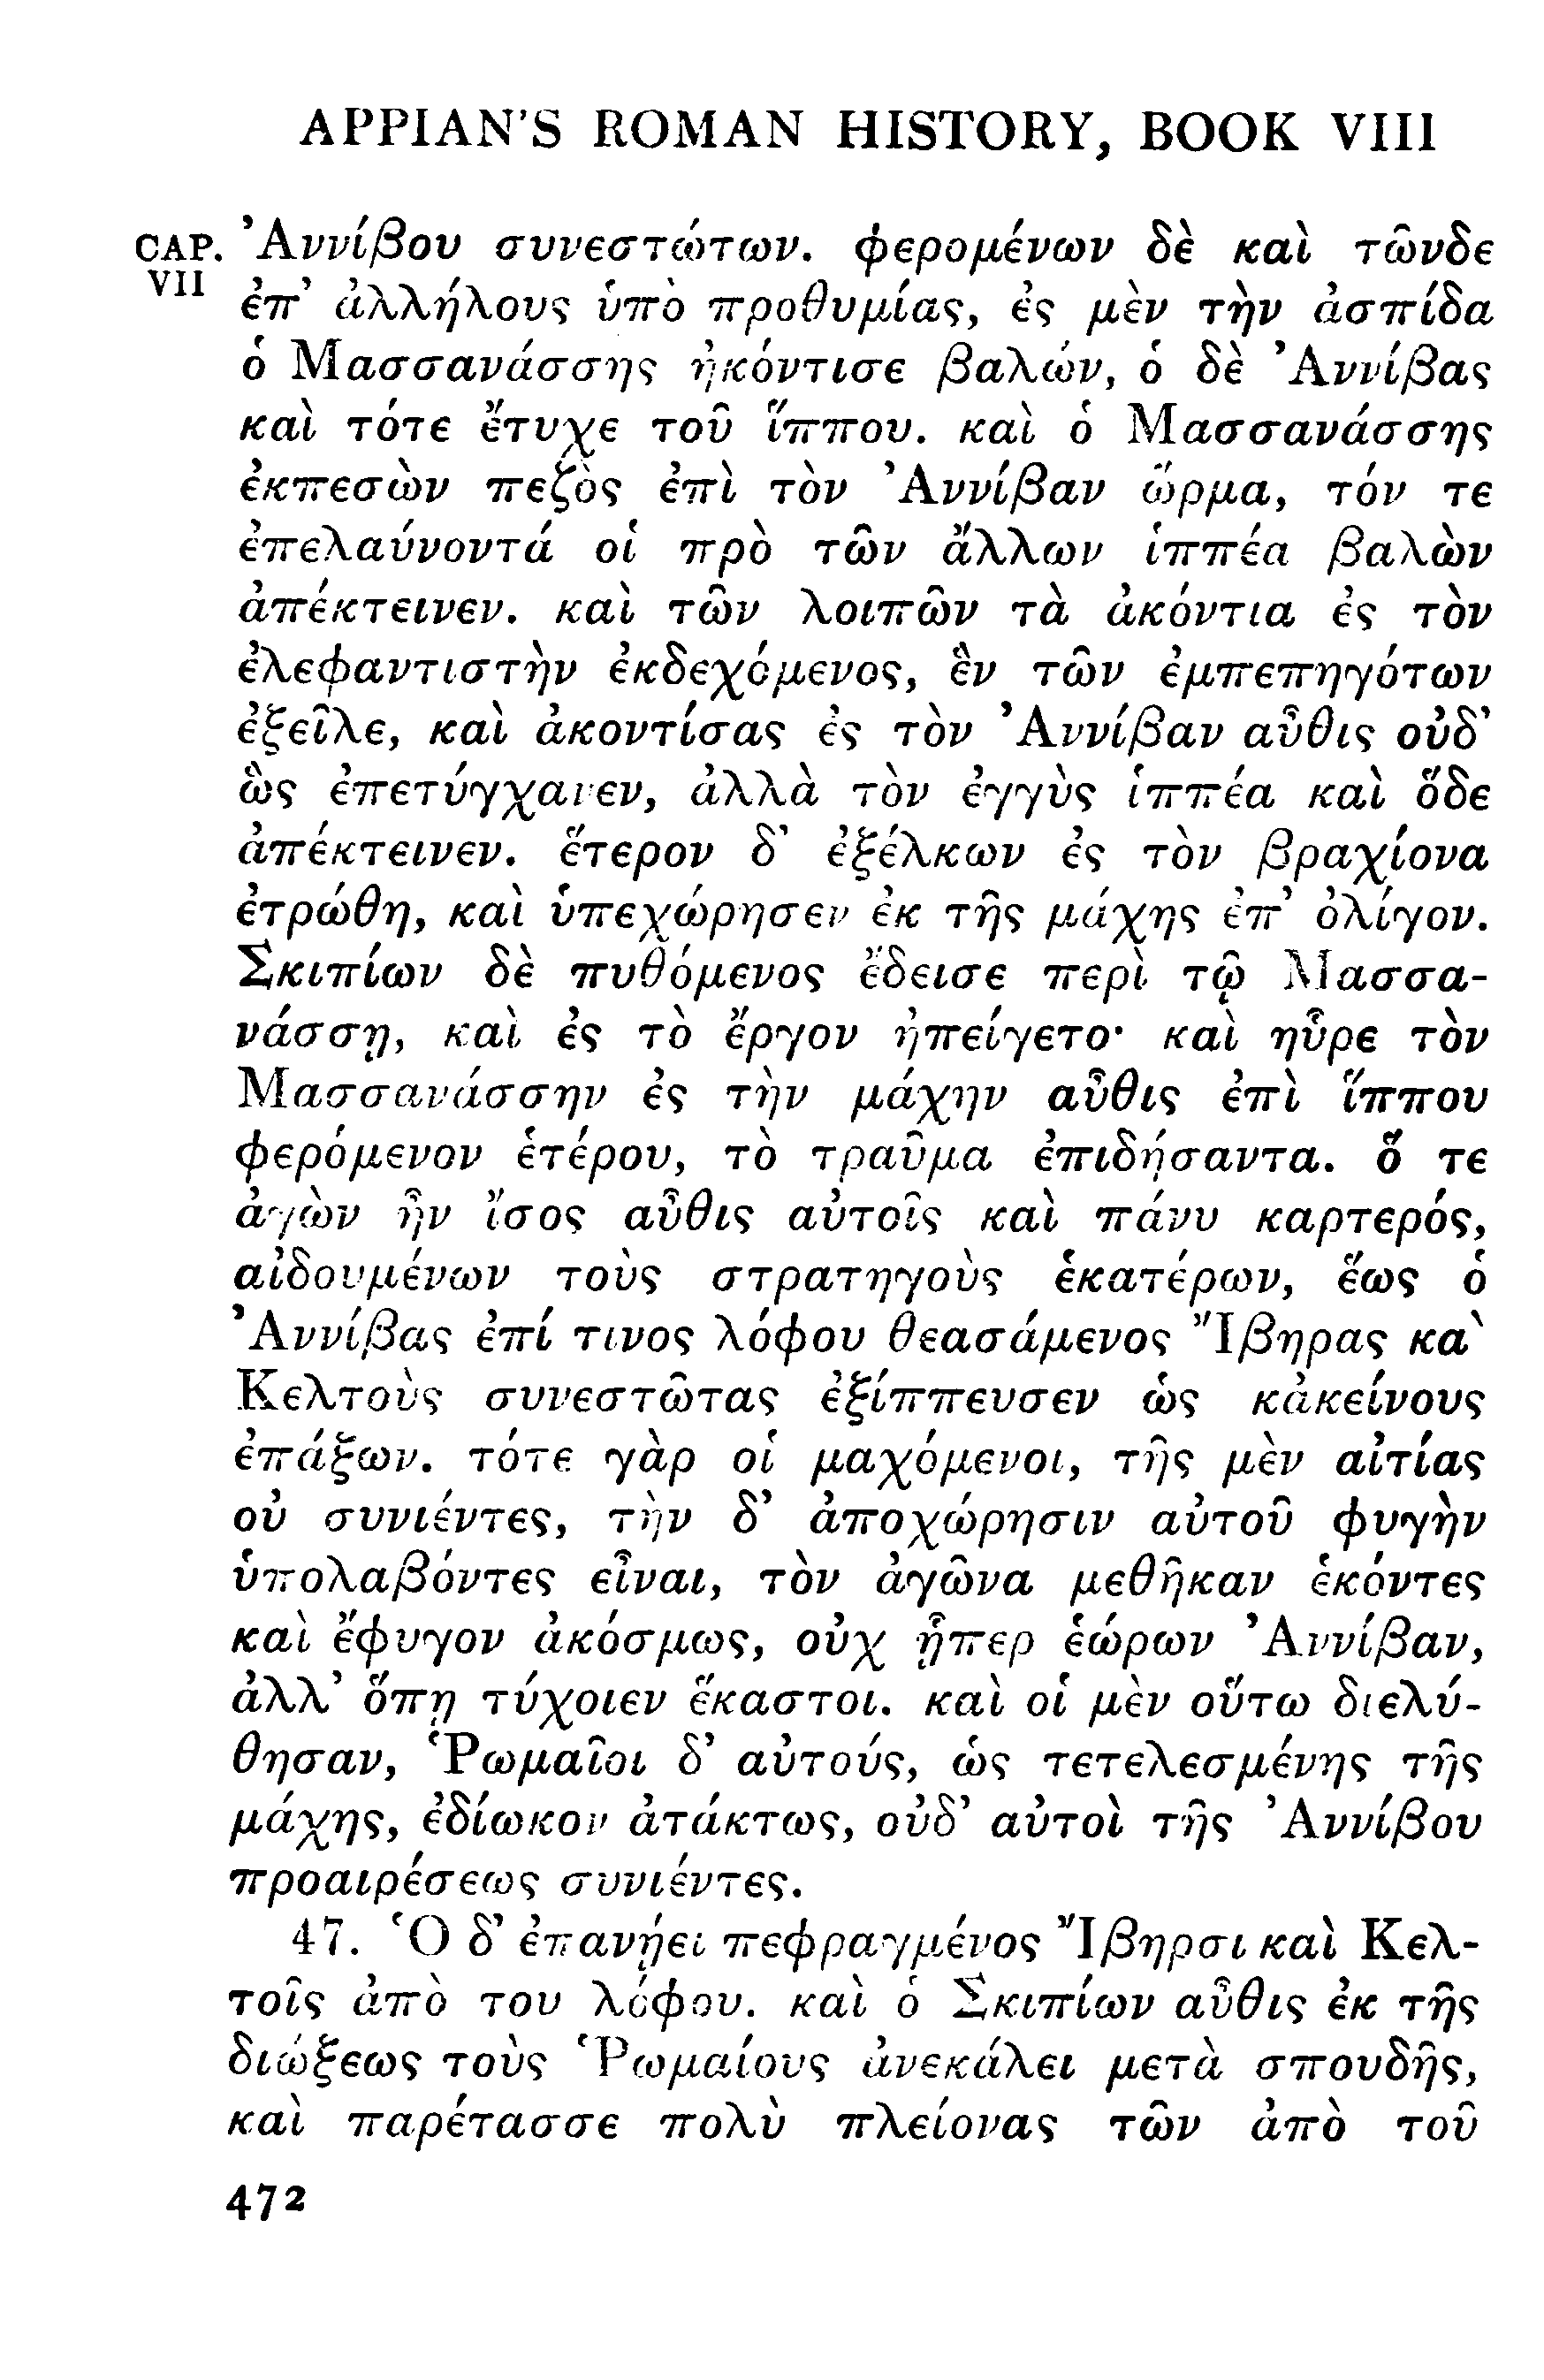 APPIAN'S ROMAN HISTORY, BOOK VIII
CAP. VII
Ἀννίβου συνεστώτων. φερομένων δὲ καὶ τῶνδε
ἐπ' ἀλλήλους ὑπὸ προθυμίας, ἐς μὲν τὴν ἀσπίδα
ὁ Μασσανάσσης ἠκόντισε βαλών, ὁ δὲ Ἀννίβας
καὶ τότε ἔτυχε τοῦ ἵππου. καὶ ὁ Μασσανάσσης
ἐκπεσὼν πεζὸς ἐπὶ τὸν Ἀννίβαν ὥρμα, τόν τε
ἐπελαύνοντά οἱ πρὸ τῶν ἄλλων ἱππέα βαλὼν
ἀπέκτεινεν. καὶ τῶν λοιπῶν τὰ ἀκόντια ἐς τὸν
ἐλεφαντιστὴν ἐκδεχόμενος, ἓν τῶν ἐμπεπηγότων
ἐξεῖλε, καὶ ἀκοντίσας ἐς τὸν Ἀννίβαν αὖθις οὐδ'
ὣς ἐπετύγχανεν, ἀλλὰ τὸν ἐγγὺς ἱππέα καὶ ὅδε
ἀπέκτεινεν. ἕτερον δ' ἐξέλκων ἐς τὸν βραχίονα
ἐτρώθη, καὶ ὑπεχώρησεν ἐκ τῆς μάχης ἐπ' ὀλίγον.
Σκιπίων δὲ πυθόμενος ἔδεισε περὶ τῷ Μασσα-
νάσσῃ, καὶ ἐς τὸ ἔργον ἠπείγετο· καὶ ηὗρε τὸν
Μασσανάσσην ἐς τὴν μάχην αὖθις ἐπὶ ἵππου
φερόμενον ἑτέρου, τὸ τραῦμα ἐπιδήσαντα. ὅ τε
ἀγὼν ἦν ἴσος αὖθις αὐτοῖς καὶ πάνυ καρτερός,
αἰδουμένων τοὺς στρατηγοὺς ἑκατέρων, ἕως ὁ
Ἀννίβας ἐπί τινος λόφου θεασάμενος Ἴβηρας κα`
Κελτοὺς συνεστῶτας ἐξίππευσεν ὡς κἀκείνους
ἐπάξων. τότε γὰρ οἱ μαχόμενοι, τῆς μὲν αἰτίας
οὐ συνιέντες, τὴν δ' ἀποχώρησιν αὐτοῦ φυγὴν
ὑπολαβόντες εἶναι, τὸν ἀγῶνα μεθῆκαν ἑκόντες
καὶ ἔφυγον ἀκόσμως, οὐχ ᾗπερ ἑώρων Ἀννίβαν,
ἀλλ' ὅπῃ τύχοιεν ἕκαστοι. καὶ οἱ μὲν οὕτω διελύ-
θησαν, Ῥωμαῖοι δ' αὐτούς, ὡς τετελεσμένης τῆς
μάχης, ἐδίωκον ἀτάκτως, οὐδ' αὐτοὶ τῆς Ἀννίβου
προαιρέσεως συνιέντες.
47. Ὁ δ' ἐπανῄει πεφραγμένος Ἴβηρσι καὶ Κελ-
τοῖς ἀπὸ του λόφου. καὶ ὁ Σκιπίων αὖθις ἐκ τῆς
διώξεως τοὺς Ῥωμαίους ἀνεκάλει μετὰ σπουδῆς,
καὶ παρέτασσε πολὺ πλείονας τῶν ἀπὸ τοῦ
472